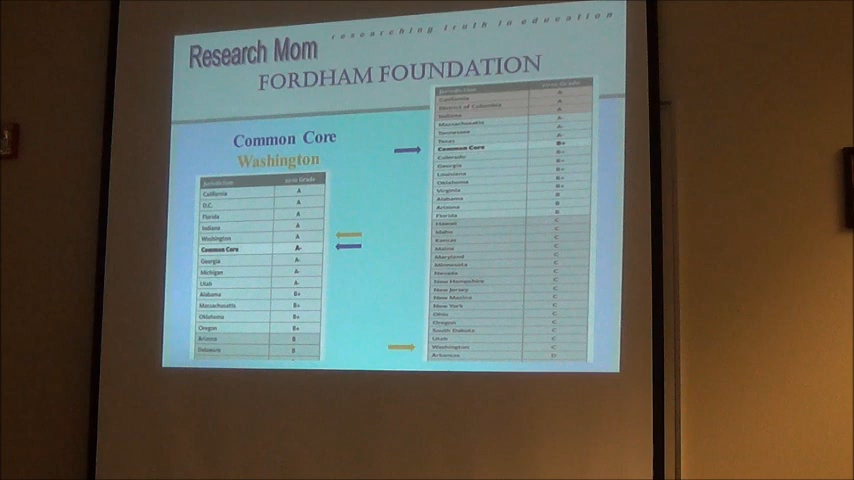 researching truth in education
Research Mom
FORDHAM FOUNDATION
Common Core
Washington
Jurisdiction 2010 Grade
California A
D.C. A
Florida A
Indiana A
Washington A
Common Core A-
Georgia A-
Michigan A-
Utah A-
Alabama B+
Massachusetts B+
Oklahoma B+
Oregon B+
Arizona B
Delaware B
Jurisdiction 2010 Grade
California A
District of Columbia A
Indiana A
Massachusetts A-
Tennessee A-
Texas A-
Common Core B+
Colorado B+
Georgia B+
Louisiana B+
Oklahoma B+
Virginia B+
Alabama B
Arizona B
Florida B
Hawaii C
Idaho C
Kansas C
Maine C
Maryland C
Minnesota C
Nevada C
New Hampshire C
New Jersey C
New Mexico C
New York C
Ohio C
Oregon C
South Dakota C
Utah C
Washington C
Arkansas D